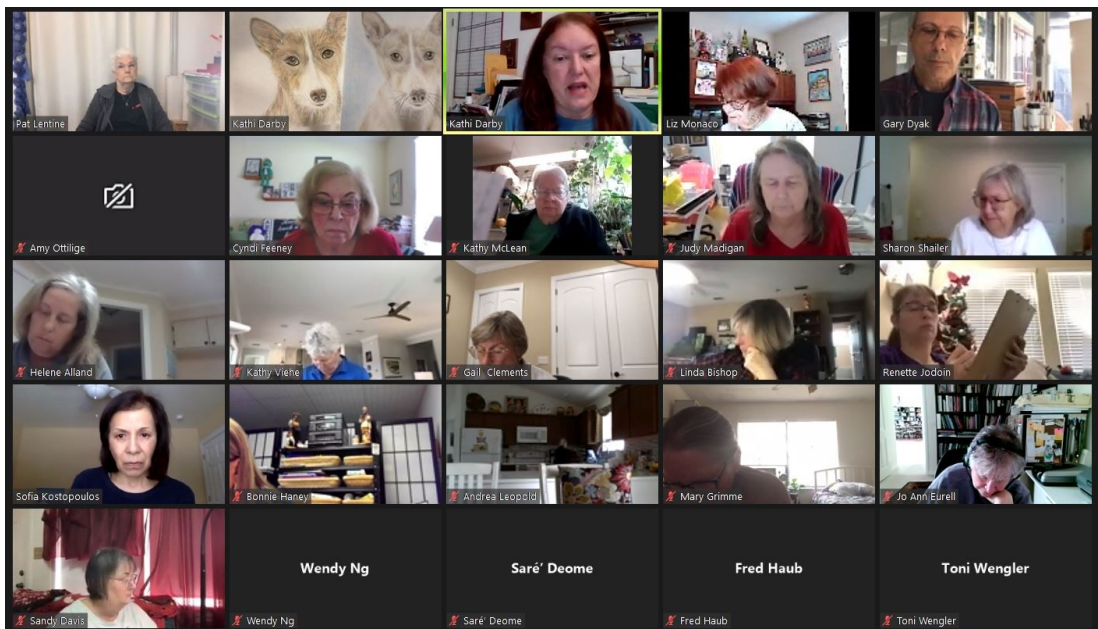 Pat Lentine
Kathi Darby
Kathi Darby
Liz Monaco
Gary Dyak
Amy Ottilige
Cyndi Feeney
Kathy McLean
Judy Madigan
Sharon Shailer
Helene Alland
Kathy Viehe
Gail Clements
Linda Bishop
Renette Jodoin
Sofia Kostopoulos
Bonnie Haney
Andrea Leopold
Mary Grimme
Jo Ann Eurell
Wendy Ng
Saré Deome
Fred Haub
Toni Wengler
Sandy Davis
Wendy Ng
Saré Deome
Fred Haub
Toni Wengler